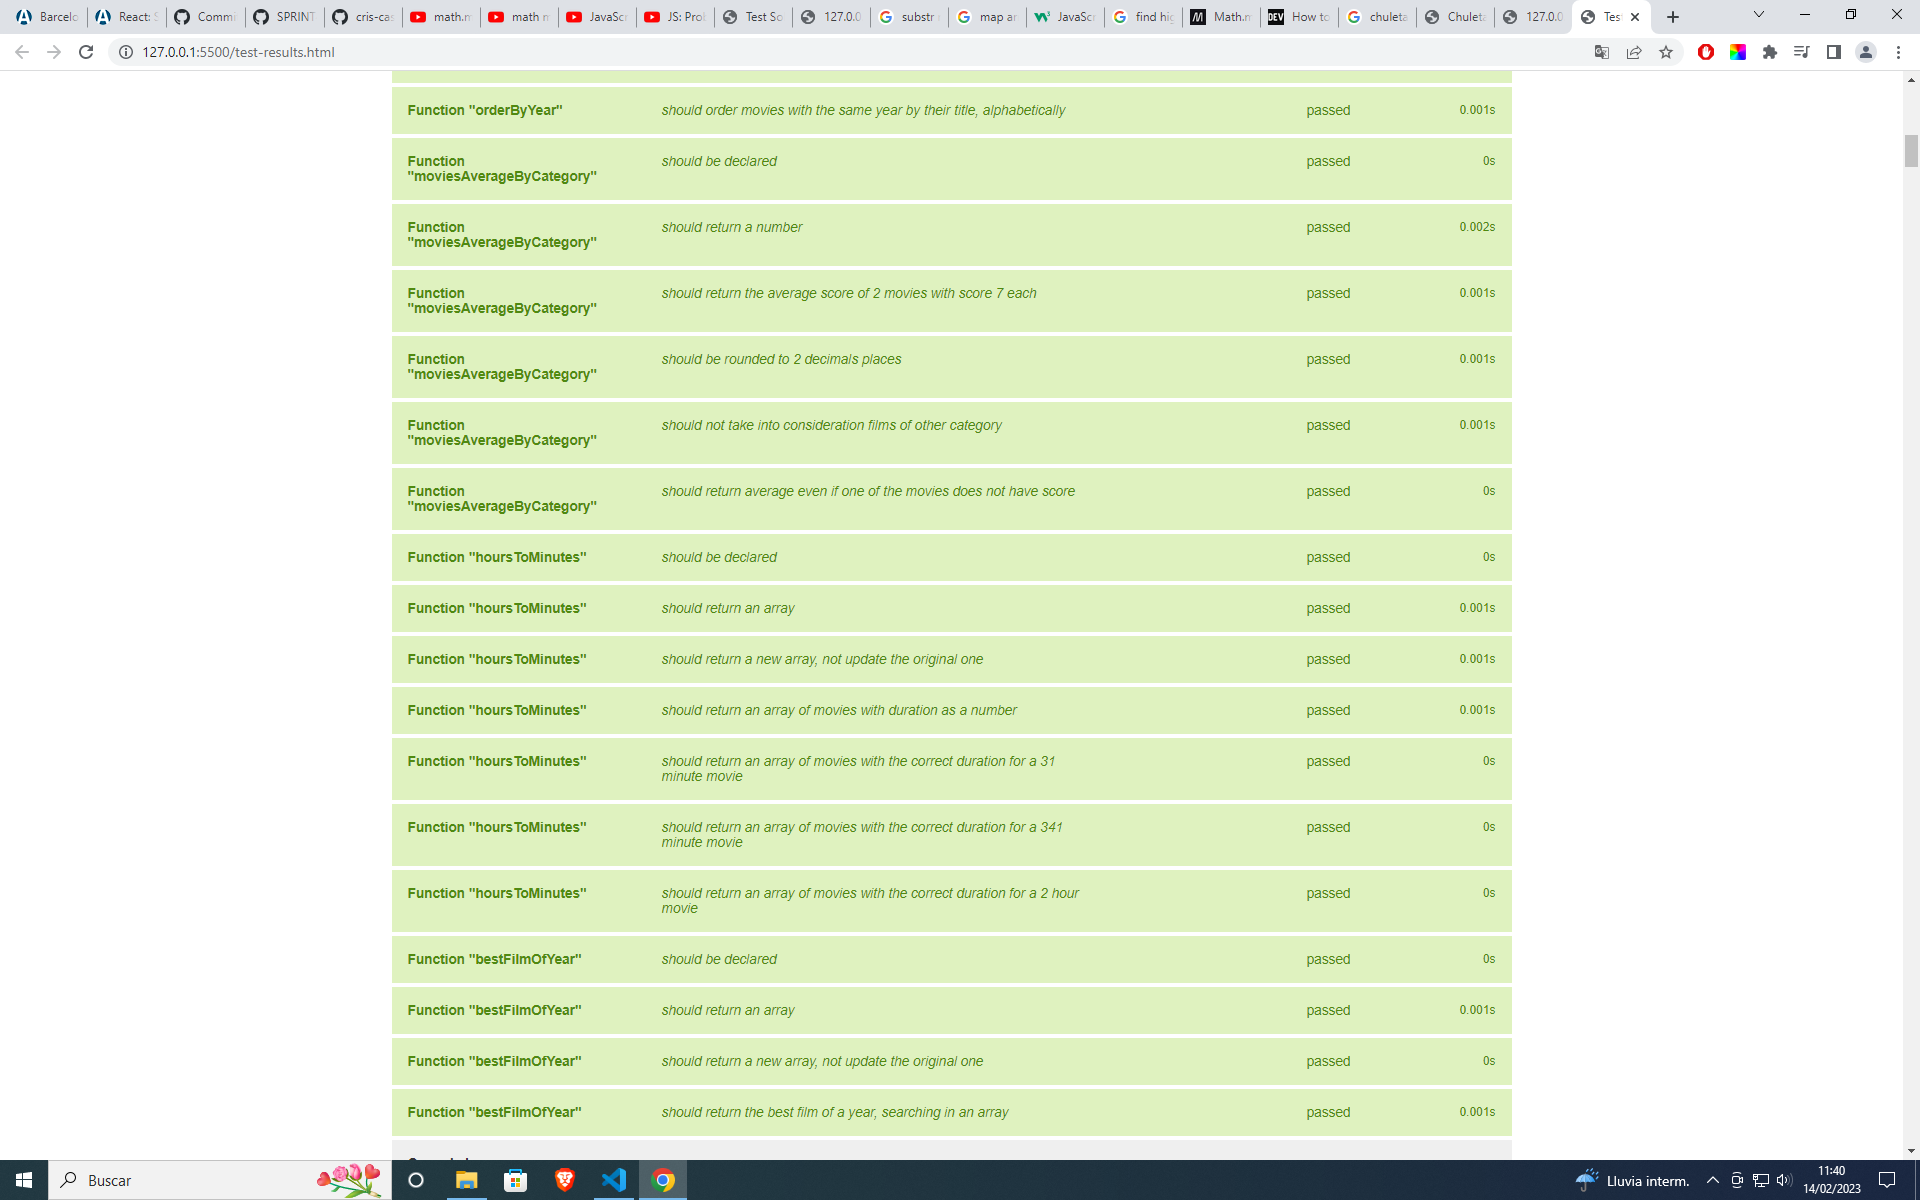 Barcelo
React: S
Commi
SPRINT
cris-cas
math.m
math m
JavaScr
JS: Prob
Test So
127.0.0
substr
map ar
JavaScr
find hig
Math.m
How to
chuleta
Chuleta
127.0.0
Tes
127.0.0.1:5500/test-results.html
Function "orderByYear" should order movies with the same year by their title, alphabetically passed 0.001s
Function should be declared passed 0s
"moviesAverageByCategory"
Function should return a number passed 0.002s
"moviesAverageByCategory"
Function should return the average score of 2 movies with score 7 each passed 0.001s
"moviesAverageByCategory"
Function should be rounded to 2 decimals places passed 0.001s
"moviesAverageByCategory"
Function should not take into consideration films of other category passed 0.001s
"moviesAverageByCategory"
Function should return average even if one of the movies does not have score passed 0s
"moviesAverageByCategory"
Function "hoursToMinutes" should be declared passed 0s
Function "hoursToMinutes" should return an array passed 0.001s
Function "hoursToMinutes" should return a new array, not update the original one passed 0.001s
Function "hoursToMinutes" should return an array of movies with duration as a number passed 0.001s
Function "hoursToMinutes" should return an array of movies with the correct duration for a 31 passed 0s
minute movie
Function "hoursToMinutes" should return an array of movies with the correct duration for a 341 passed 0s
minute movie
Function "hoursToMinutes" should return an array of movies with the correct duration for a 2 hour passed 0s
movie
Function "bestFilmOfYear" should be declared passed 0s
Function "bestFilmOfYear" should return an array passed 0.001s
Function "bestFilmOfYear" should return a new array, not update the original one passed 0s
Function "bestFilmOfYear" should return the best film of a year, searching in an array passed 0.001s
Buscar
Lluvia interm.
11:40
14/02/2023